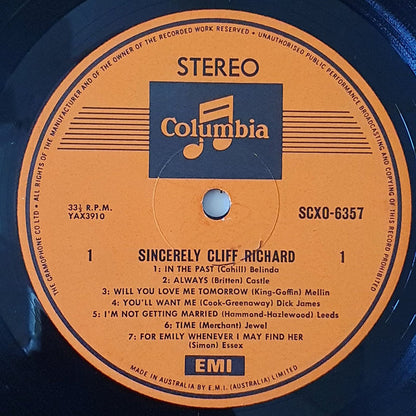 ALL RIGHTS OF THE MANUFACTURER AND OF THE OWNER OF THE RECORDED WORK RESERVED • UNAUTHORISED PUBLIC PERFORMANCE BROADCASTING AND COPYING OF THIS RECORD PROHIBITED
THE GRAMOPHONE CO LTD •
STEREO
Columbia
33⅓ R.P.M.
YAX3910
SCXO-6357
1 SINCERELY CLIFF RICHARD 1
1: IN THE PAST (Cahill) Belinda
2: ALWAYS (Britten) Castle
3: WILL YOU LOVE ME TOMORROW (King-Goffin) Mellin
4: YOU'LL WANT ME (Cook-Greenaway) Dick James
5: I'M NOT GETTING MARRIED (Hammond-Hazlewood) Leeds
6: TIME (Merchant) Jewel
7: FOR EMILY WHENEVER I MAY FIND HER
(Simon) Essex
EMI
MADE IN AUSTRALIA BY E.M.I. (AUSTRALIA) LIMITED